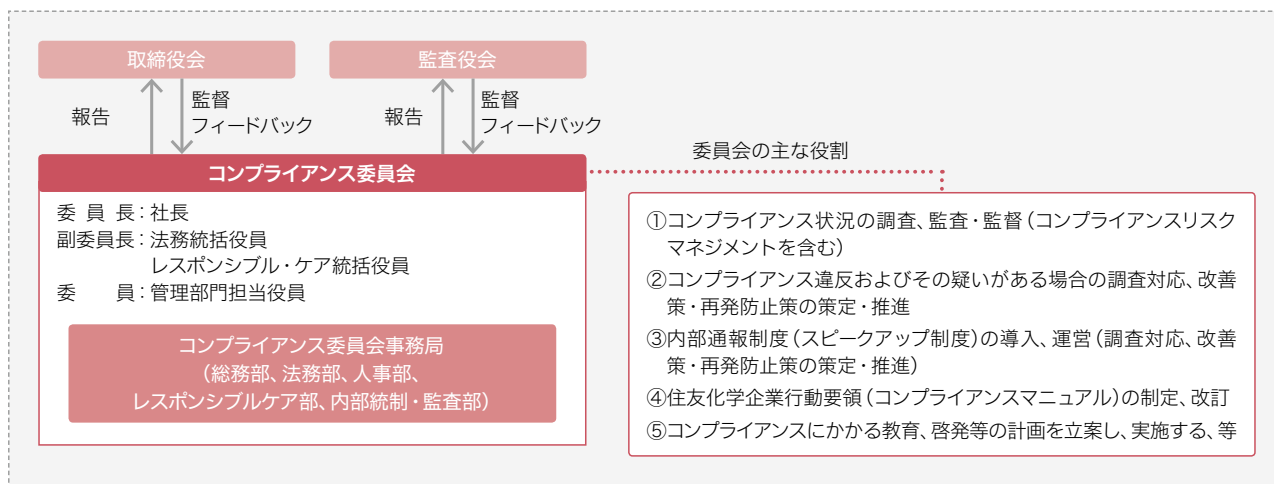 取締役会
監査役会
報告
監督
フィードバック
報告
監督
フィードバック
コンプライアンス委員会
委員長：社長
副委員長：法務統括役員
レスポンシブル・ケア統括役員
委員：管理部門担当役員
コンプライアンス委員会事務局
（総務部、法務部、人事部、
レスポンシブルケア部、内部統制・監査部）
委員会の主な役割
①コンプライアンス状況の調査、監査・監督（コンプライアンスリスク
マネジメントを含む）
②コンプライアンス違反およびその疑いがある場合の調査対応、改善
策・再発防止策の策定・推進
③内部通報制度（スピークアップ制度）の導入、運営（調査対応、改善
策・再発防止策の策定・推進）
④住友化学企業行動要領（コンプライアンスマニュアル）の制定、改訂
⑤コンプライアンスにかかる教育、啓発等の計画を立案し、実施する、等